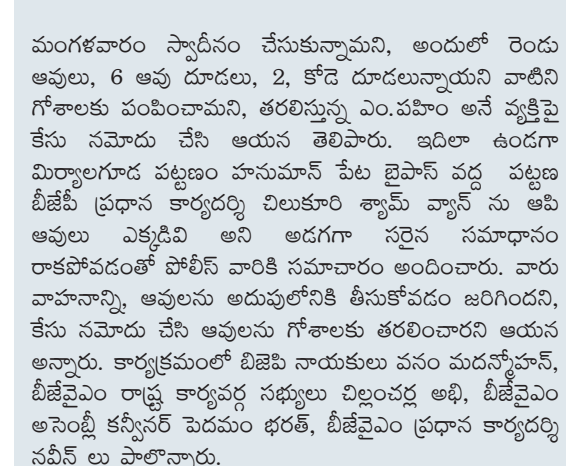 మంగళవారం స్వాదీనం చేసుకున్నామని, అందులో రెండు
ఆవులు, 6 ఆవు దూడలు, 2, కోడె దూడలున్నాయని వాటిని
గోశాలకు పంపించామని, తరలిస్తున్న ఎం.పహిం అనే వ్యక్తిపై
కేసు నమోదు చేసి ఆయన తెలిపారు. ఇదిలా ఉండగా
మిర్యాలగూడ పట్టణం హనుమాన్ పేట బైపాస్ వద్ద పట్టణ
బీజేపీ ప్రధాన కార్యదర్శి చిలుకూరి శ్యామ్ వ్యాన్ ను ఆపి
ఆవులు ఎక్కడివి అని అడగగా సరైన సమాధానం
రాకపోవడంతో పోలీస్ వారికి సమాచారం అందించారు. వారు
వాహనాన్ని, ఆవులను అదుపులోనికి తీసుకోవడం జరిగిందని,
కేసు నమోదు చేసి ఆవులను గోశాలకు తరలించారని ఆయన
అన్నారు. కార్యక్రమంలో బిజెపి నాయకులు వనం మదన్మోహన్,
బీజేవైఎం రాష్ట్ర కార్యవర్గ సభ్యులు చిల్లంచర్ల అభి, బీజేవైఎం
అసెంబ్లీ కన్వీనర్ పెదమం భరత్, బీజేవైఎం ప్రధాన కార్యదర్శి
నవీన్ లు పాల్గొన్నారు.